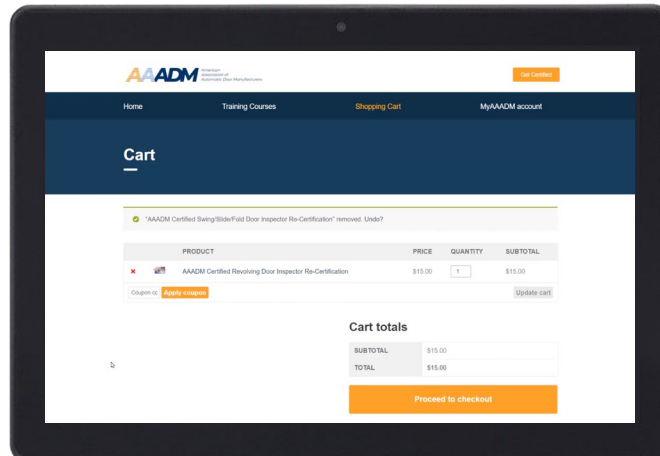 AAADM
American
Association of
Automatic Door Manufacturers
Get Certified
Home Training Courses Shopping Cart MyAAADM account
Cart
"AAADM Certified Swing/Slide/Fold Door Inspector Re-Certification" removed. Undo?
PRODUCT PRICE QUANTITY SUBTOTAL
× AAADM Certified Revolving Door Inspector Re-Certification $15.00 1 $15.00
Coupon cc Apply coupon Update cart
Cart totals
SUBTOTAL $15.00
TOTAL $15.00
Proceed to checkout